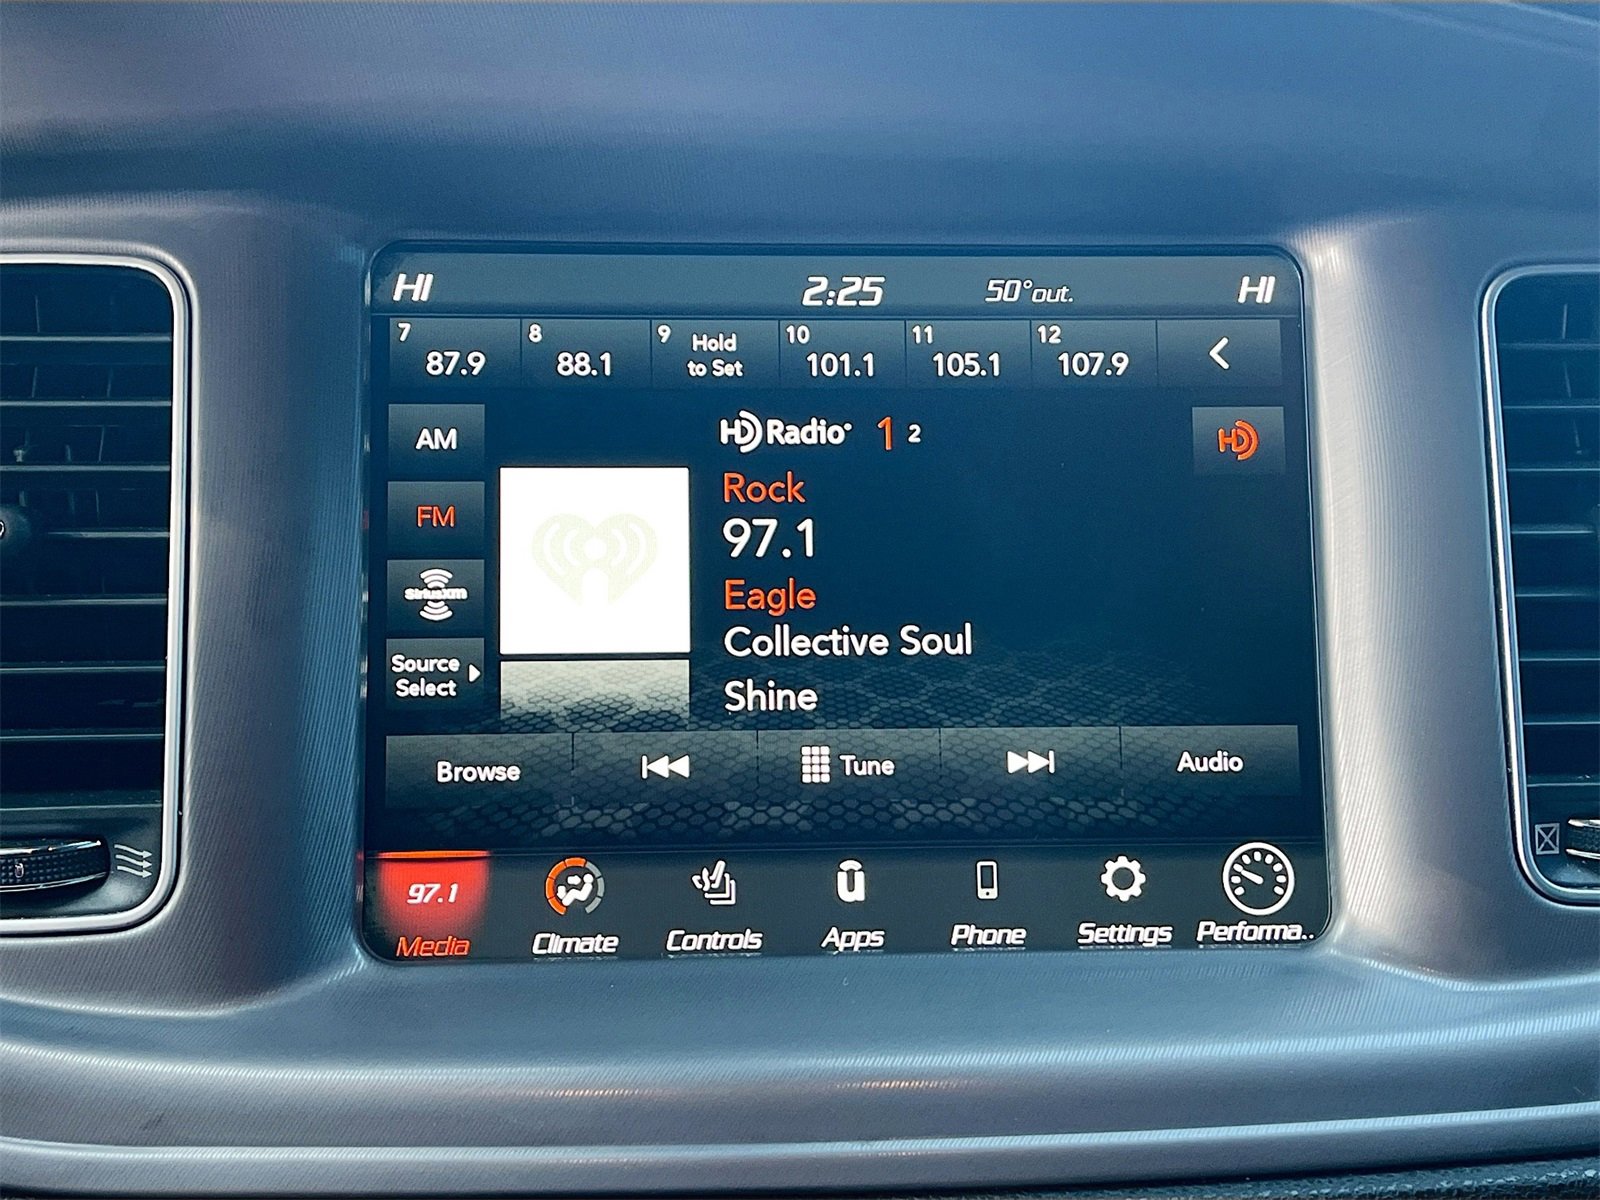 HI 2:25 50°out. HI
7 8 9 Hold 10 11 12
87.9 88.1 to Set 101.1 105.1 107.9
AM
HD Radio 1 2
HD
Rock
FM
97.1
Eagle
SiriusXM
Collective Soul
Source
Select
Shine
Browse Tune Audio
97.1
Media Climate Controls Apps Phone Settings Performa..